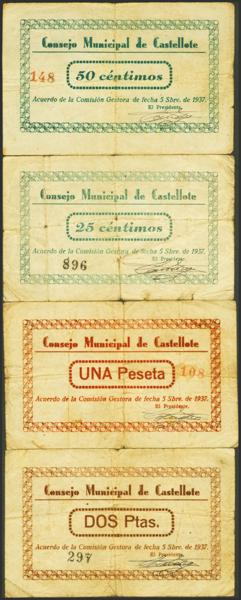 Consejo Municipal de Castellote
148
50 céntimos
Acuerdo de la Comisión Gestora de fecha 5 Sbre. de 1937.
El Presidente,
Consejo Municipal de Castellote
25 céntimos
Acuerdo de la Comisión Gestora de fecha 5 Sbre. de 1937.
896
El Presidente,
Consejo Municipal de Castellote
UNA Peseta
108
Acuerdo de la Comisión Gestora de fecha 5 Sbre. de 1937.
El Presidente,
Consejo Municipal de Castellote
DOS Ptas.
Acuerdo de la Comisión Gestora de fecha 5 Sbre. de 1937.
297
El Presidente,